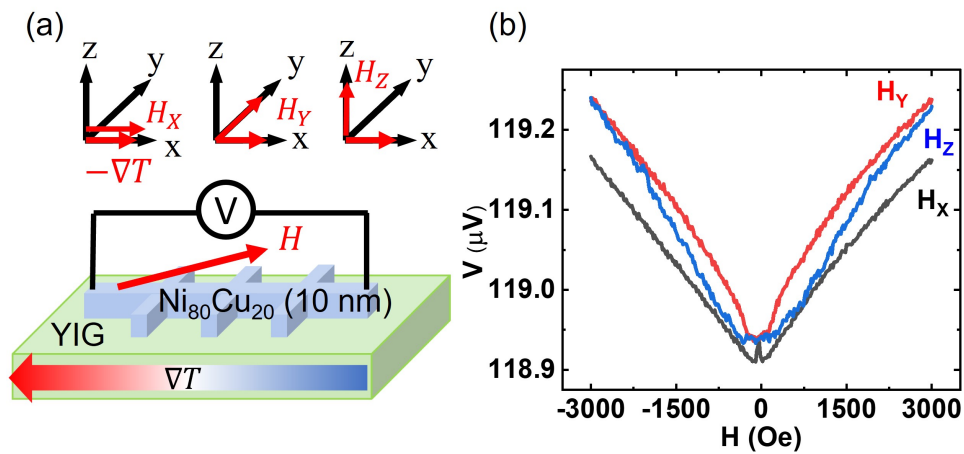 (a)
z
y
H_X
x
−∇T
z
y
H_Y
x
z
H_Z
y
x
V
H
Ni80Cu20 (10 nm)
YIG
∇T
(b)
119.2
119.1
119.0
118.9
V (μV)
H_Y
H_Z
H_X
-3000 -1500 0 1500 3000
H (Oe)